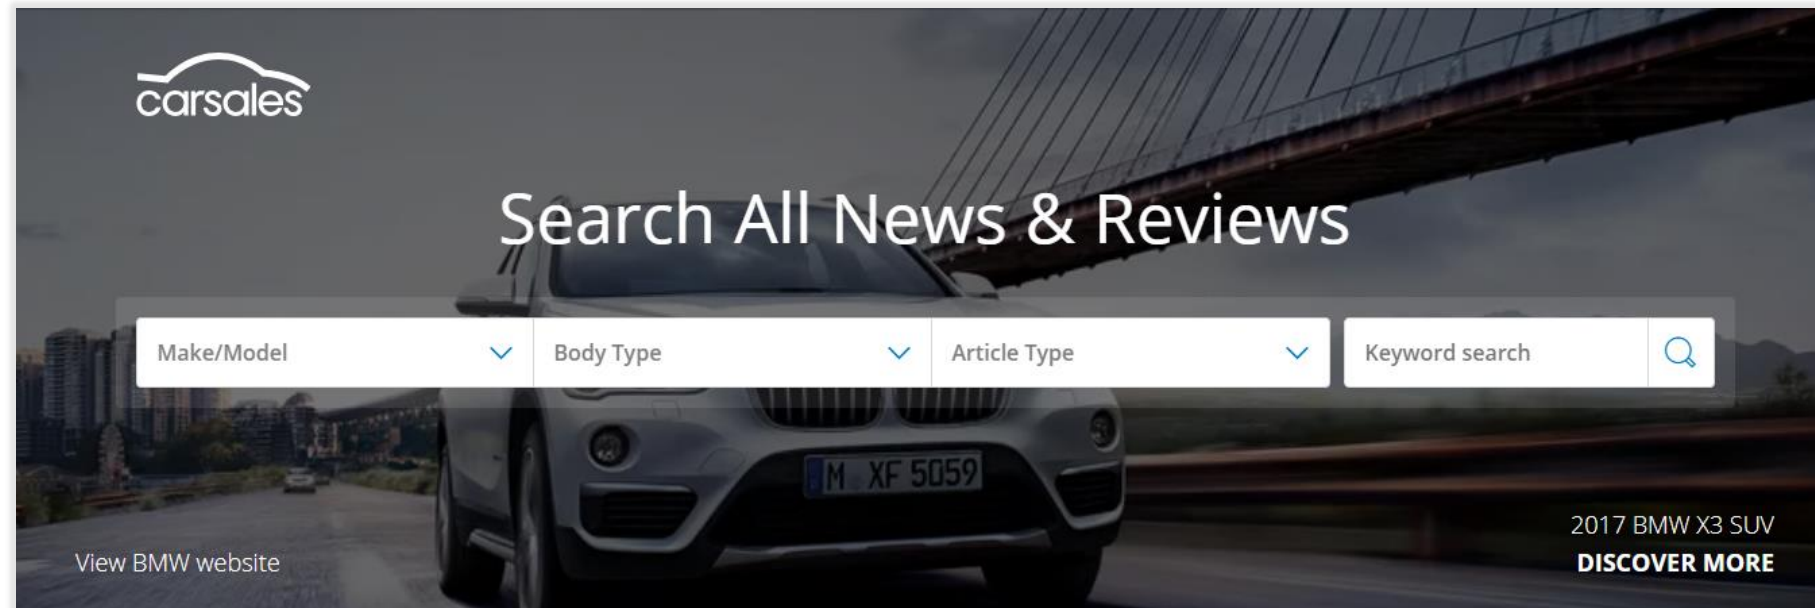 carsales
Search All News & Reviews
Make/Model
Body Type
Article Type
Keyword search
M XF 5059
2017 BMW X3 SUV
View BMW website
DISCOVER MORE